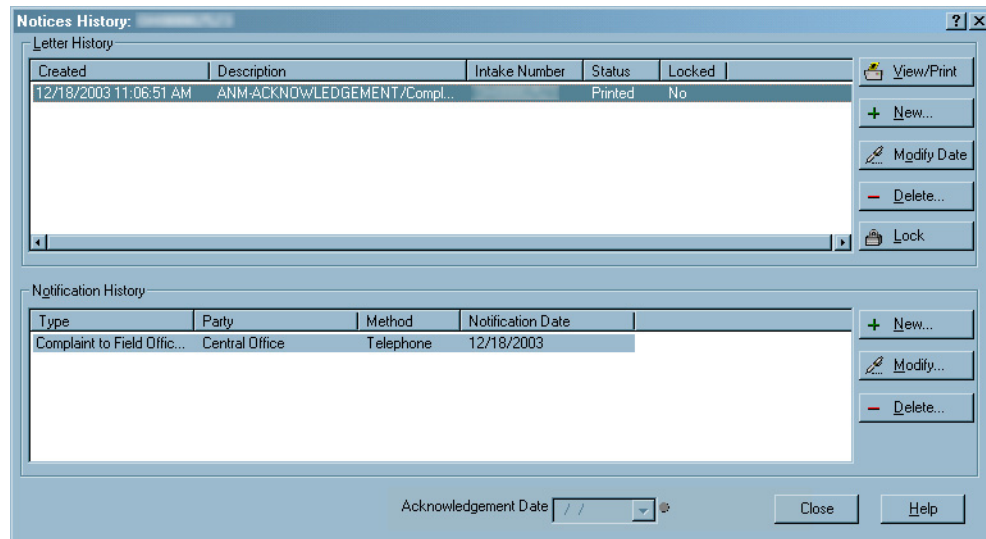 Notices History:
Letter History
Created Description Intake Number Status Locked
12/18/2003 11:06:51 AM ANM-ACKNOWLEDGEMENT/Compl... Printed No
View/Print
New...
Modify Date
Delete...
Lock
Notification History
Type Party Method Notification Date
Complaint to Field Offic... Central Office Telephone 12/18/2003
New...
Modify...
Delete...
Acknowledgement Date / / Close Help